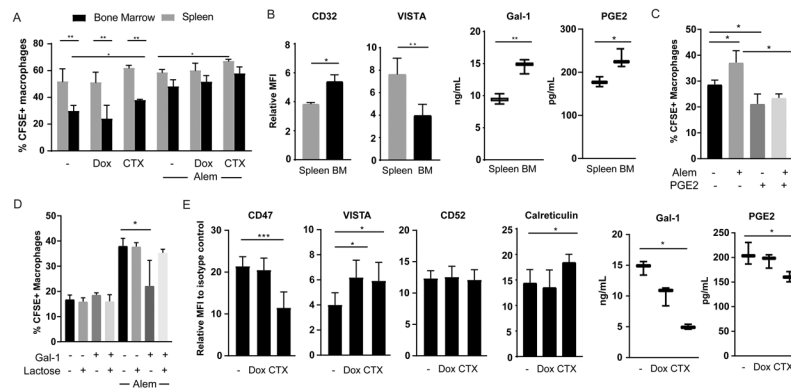 A
Bone Marrow
Spleen
% CFSE+ macrophages
80
60
40
20
0
**
**
**
*
*
-
Dox
CTX
-
Dox
CTX
Alem
B
CD32
VISTA
Gal-1
PGE2
Relative MFI
8
6
4
2
0
*
Spleen BM
10
8
6
4
2
0
**
Spleen BM
ng/mL
20
15
10
5
0
**
Spleen BM
pg/mL
300
200
100
0
*
Spleen BM
C
% CFSE+ Macrophages
50
40
30
20
10
0
*
*
*
Alem
- + - +
PGE2
- - + +
D
% CFSE+ Macrophages
50
40
30
20
10
0
*
Gal-1
- - + + - - + +
Lactose
- + - + - + - +
Alem
E
CD47
VISTA
CD52
Calreticulin
Gal-1
PGE2
Relative MFI to isotype control
30
20
10
0
***
- Dox CTX
10
8
6
4
2
0
*
*
- Dox CTX
20
15
10
5
0
- Dox CTX
25
20
15
10
5
0
*
- Dox CTX
ng/mL
20
15
10
5
0
*
- Dox CTX
pg/mL
250
200
150
100
50
0
*
- Dox CTX